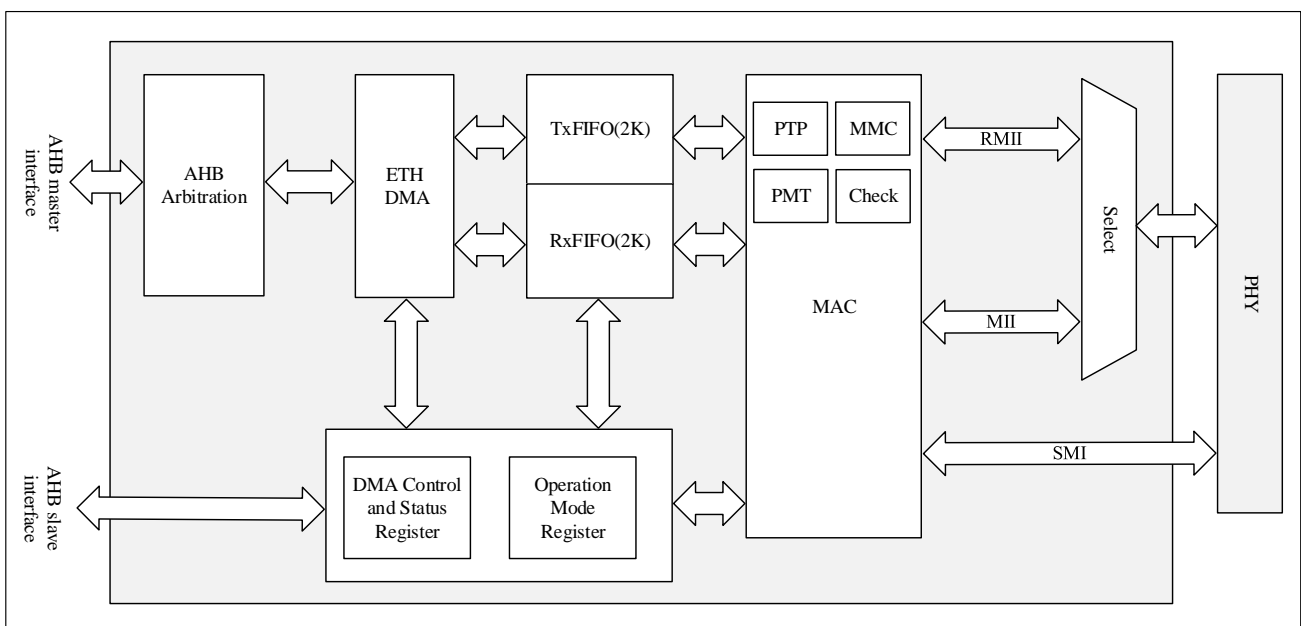 AHB master
interface
AHB
Arbitration
ETH
DMA
TxFIFO(2K)
RxFIFO(2K)
PTP
MMC
PMT
Check
MAC
RMII
MII
SMI
Select
PHY
AHB slave
interface
DMA Control
and Status
Register
Operation
Mode
Register